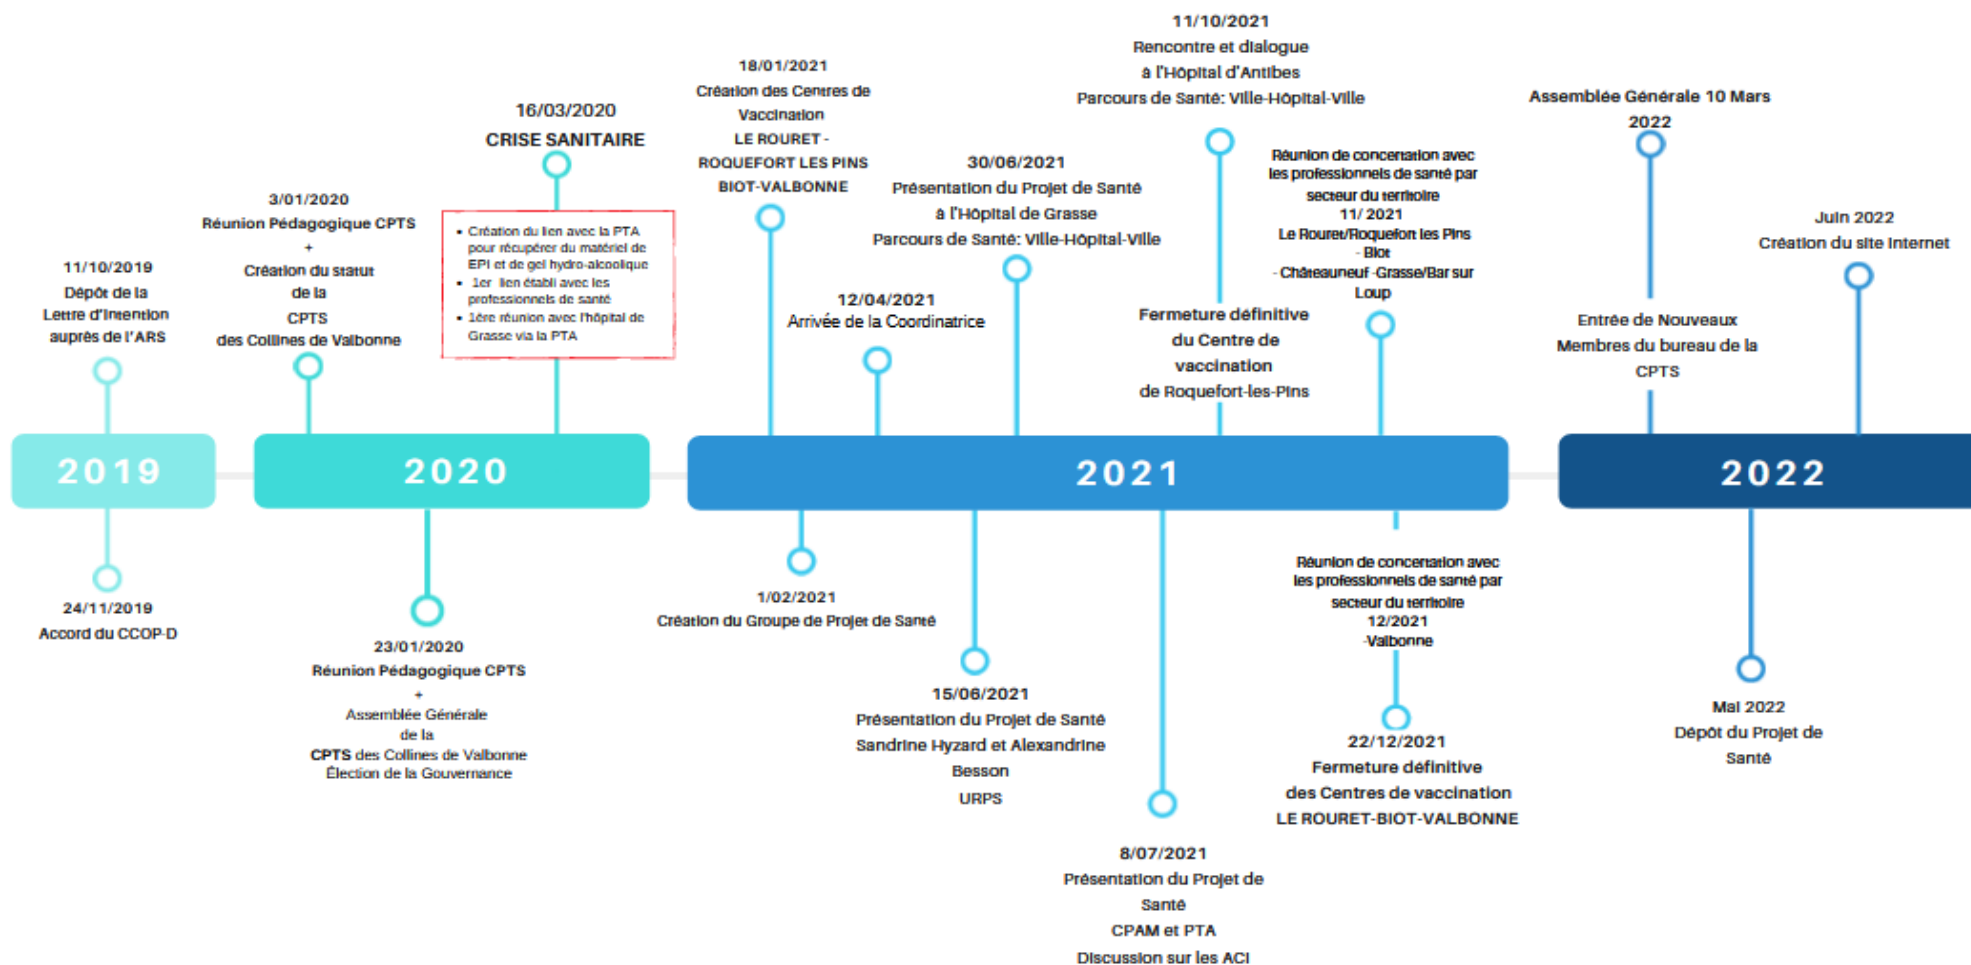 11/10/2019
Dépôt de la
Lettre d'Intention
auprès de l'ARS
3/01/2020
Réunion Pédagogique CPTS
+
Création du statut
de la
CPTS
des Collines de Valbonne
16/03/2020
CRISE SANITAIRE
• Création du lien avec la PTA
pour récupérer du matériel de
EPI et de gel hydro-alcoolique
• 1er lien établi avec les
professionnels de santé
• 1ère réunion avec l'hôpital de
Grasse via la PTA
18/01/2021
Création des Centres de
Vaccination
LE ROURET -
ROQUEFORT LES PINS
BIOT-VALBONNE
12/04/2021
Arrivée de la Coordinatrice
30/06/2021
Présentation du Projet de Santé
à l'Hôpital de Grasse
Parcours de Santé: Ville-Hôpital-Ville
11/10/2021
Rencontre et dialogue
à l'Hôpital d'Antibes
Parcours de Santé: Ville-Hôpital-Ville
Fermeture définitive
du Centre de
vaccination
de Roquefort-les-Pins
Réunion de concertation avec
les professionnels de santé par
secteur du territoire
11/ 2021
Le Rouret/Roquefort les Pins
- Biot
- Châteauneuf -Grasse/Bar sur
Loup
Assemblée Générale 10 Mars
2022
Entrée de Nouveaux
Membres du bureau de la
CPTS
Juin 2022
Création du site Internet
2019
2020
2021
2022
24/11/2019
Accord du CCOP-D
23/01/2020
Réunion Pédagogique CPTS
+
Assemblée Générale
de la
CPTS des Collines de Valbonne
Élection de la Gouvernance
1/02/2021
Création du Groupe de Projet de Santé
15/06/2021
Présentation du Projet de Santé
Sandrine Hyzard et Alexandrine
Besson
URPS
8/07/2021
Présentation du Projet de
Santé
CPAM et PTA
Discussion sur les ACI
Réunion de concertation avec
les professionnels de santé par
secteur du territoire
12/2021
-Valbonne
22/12/2021
Fermeture définitive
des Centres de vaccination
LE ROURET-BIOT-VALBONNE
Mai 2022
Dépôt du Projet de
Santé